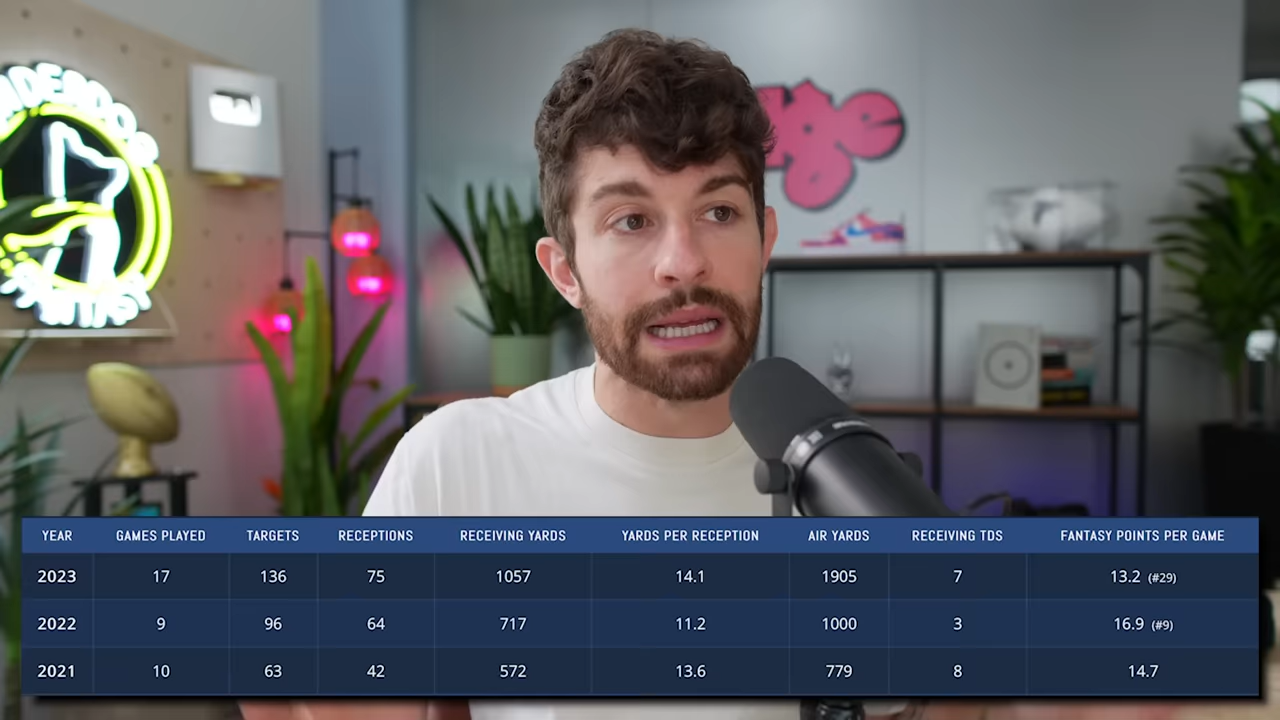 YEAR GAMES PLAYED TARGETS RECEPTIONS RECEIVING YARDS YARDS PER RECEPTION AIR YARDS RECEIVING TDS FANTASY POINTS PER GAME
2023 17 136 75 1057 14.1 1905 7 13.2 (#29)
2022 9 96 64 717 11.2 1000 3 16.9 (#9)
2021 10 63 42 572 13.6 779 8 14.7